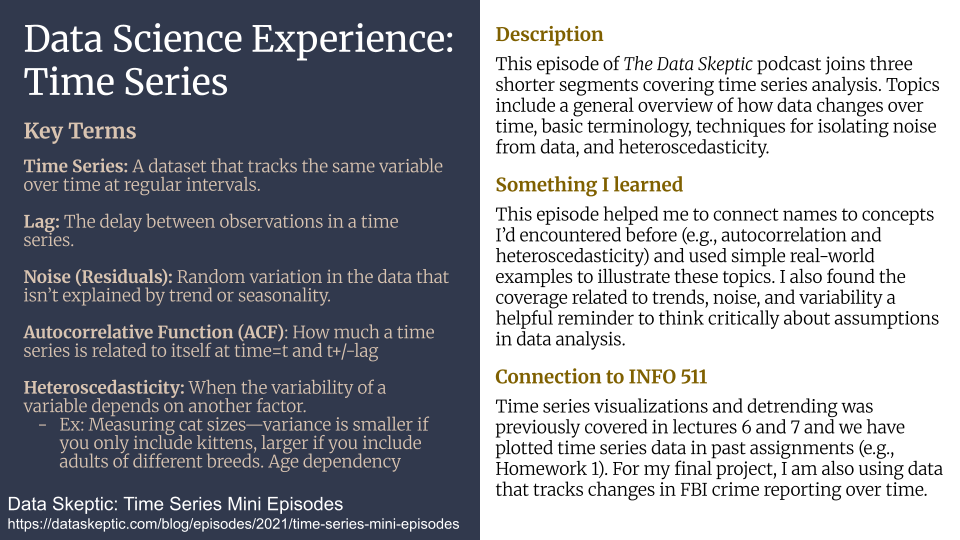 Data Science Experience:
Time Series
Key Terms
Time Series: A dataset that tracks the same variable
over time at regular intervals.
Lag: The delay between observations in a time
series.
Noise (Residuals): Random variation in the data that
isn’t explained by trend or seasonality.
Autocorrelative Function (ACF): How much a time
series is related to itself at time=t and t+/-lag
Heteroscedasticity: When the variability of a
variable depends on another factor.
- Ex: Measuring cat sizes—variance is smaller if
you only include kittens, larger if you include
adults of different breeds. Age dependency
Data Skeptic: Time Series Mini Episodes
https://dataskeptic.com/blog/episodes/2021/time-series-mini-episodes
Description
This episode of The Data Skeptic podcast joins three
shorter segments covering time series analysis. Topics
include a general overview of how data changes over
time, basic terminology, techniques for isolating noise
from data, and heteroscedasticity.
Something I learned
This episode helped me to connect names to concepts
I’d encountered before (e.g., autocorrelation and
heteroscedasticity) and used simple real-world
examples to illustrate these topics. I also found the
coverage related to trends, noise, and variability a
helpful reminder to think critically about assumptions
in data analysis.
Connection to INFO 511
Time series visualizations and detrending was
previously covered in lectures 6 and 7 and we have
plotted time series data in past assignments (e.g.,
Homework 1). For my final project, I am also using data
that tracks changes in FBI crime reporting over time.